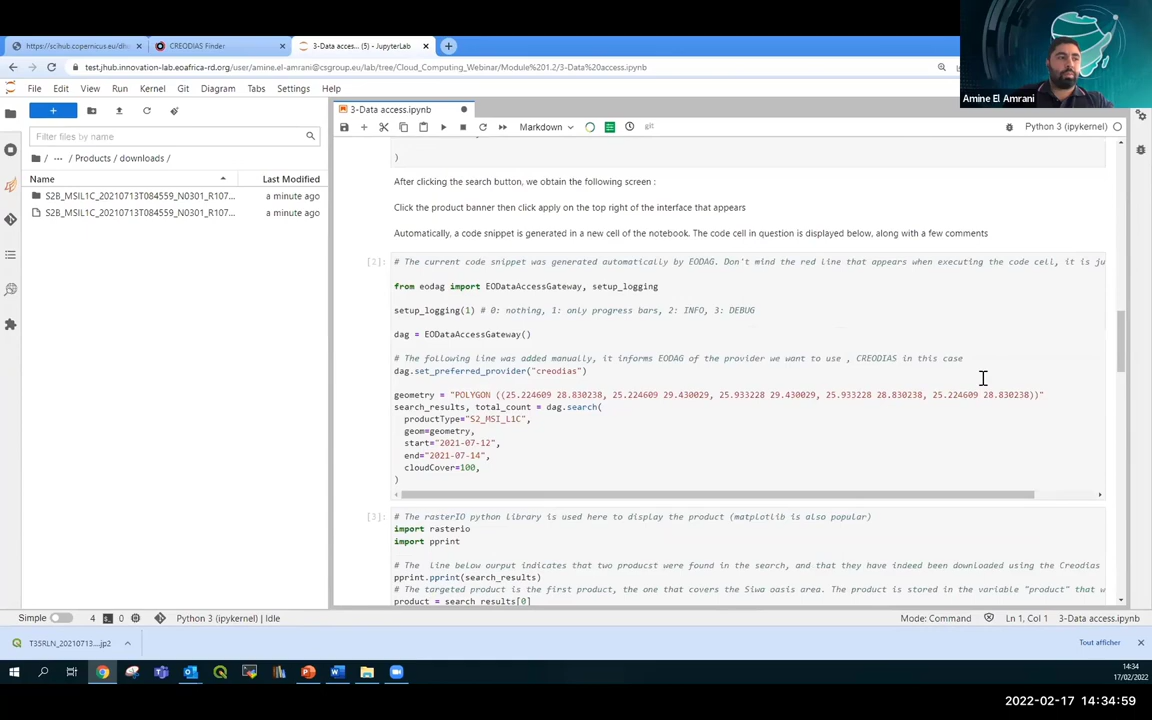 https://scihub.copernicus.eu/dh
CREODIAS Finder
3-Data acces... (5) - JupyterLab
test.jhub.innovation-lab.eoafrica-rd.org/user/amine.el-amrani@csgroup.eu/lab/tree/Cloud_Computing_Webinar/Module%201.2/3-Data%20access.ipynb
Amine El Amrani
File Edit View Run Kernel Git Diagram Tabs Settings Help
3-Data access.ipynb
Filter files by name
Markdown
git
Python 3 (ipykernel)
/ ... / Products / downloads /
Name
Last Modified
S2B_MSIL1C_20210713T084559_N0301_R107... a minute ago
S2B_MSIL1C_20210713T084559_N0301_R107... a minute ago
)
After clicking the search button, we obtain the following screen :
Click the product banner then click apply on the top right of the interface that appears
Automatically, a code snippet is generated in a new cell of the notebook. The code cell in question is displayed below, along with a few comments
[2]:
# The current code snippet was generated automatically by EODAG. Don't mind the red line that appears when executing the code cell, it is ju
from eodag import EODataAccessGateway, setup_logging
setup_logging(1) # 0: nothing, 1: only progress bars, 2: INFO, 3: DEBUG
dag = EODataAccessGateway()
# The following line was added manually, it informs EODAG of the provider we want to use , CREODIAS in this case
dag.set_preferred_provider("creodias")
geometry = "POLYGON ((25.224609 28.830238, 25.224609 29.430029, 25.933228 29.430029, 25.933228 28.830238, 25.224609 28.830238))"
search_results, total_count = dag.search(
productType="S2_MSI_L1C",
geom=geometry,
start="2021-07-12",
end="2021-07-14",
cloudCover=100,
)
[3]:
# The rasterIO python library is used here to display the product (matplotlib is also popular)
import rasterio
import pprint
# The line below ourput indicates that two producst were found in the search, and that they have indeed been downloaded using the Creodias
pprint.pprint(search_results)
# The targeted product is the first product, the one that covers the Siwa oasis area. The product is stored in the variable "product" that w
product = search_results[0]
Simple
4
0
Python 3 (ipykernel) | Idle
Mode: Command
Ln 1, Col 1
3-Data access.ipynb
T35RLN_20210713....jp2
Tout afficher
14:34
17/02/2022
2022-02-17 14:34:59